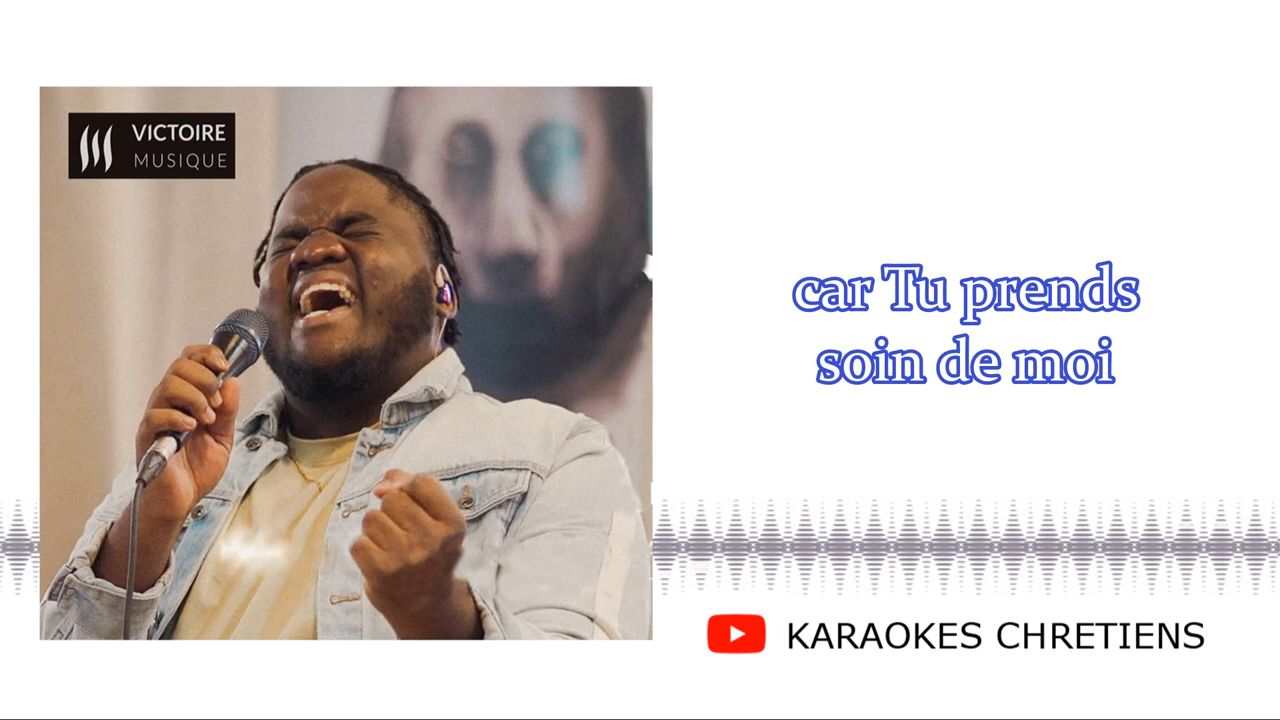 VICTOIRE
MUSIQUE
car Tu prends
soin de moi
KARAOKES CHRETIENS